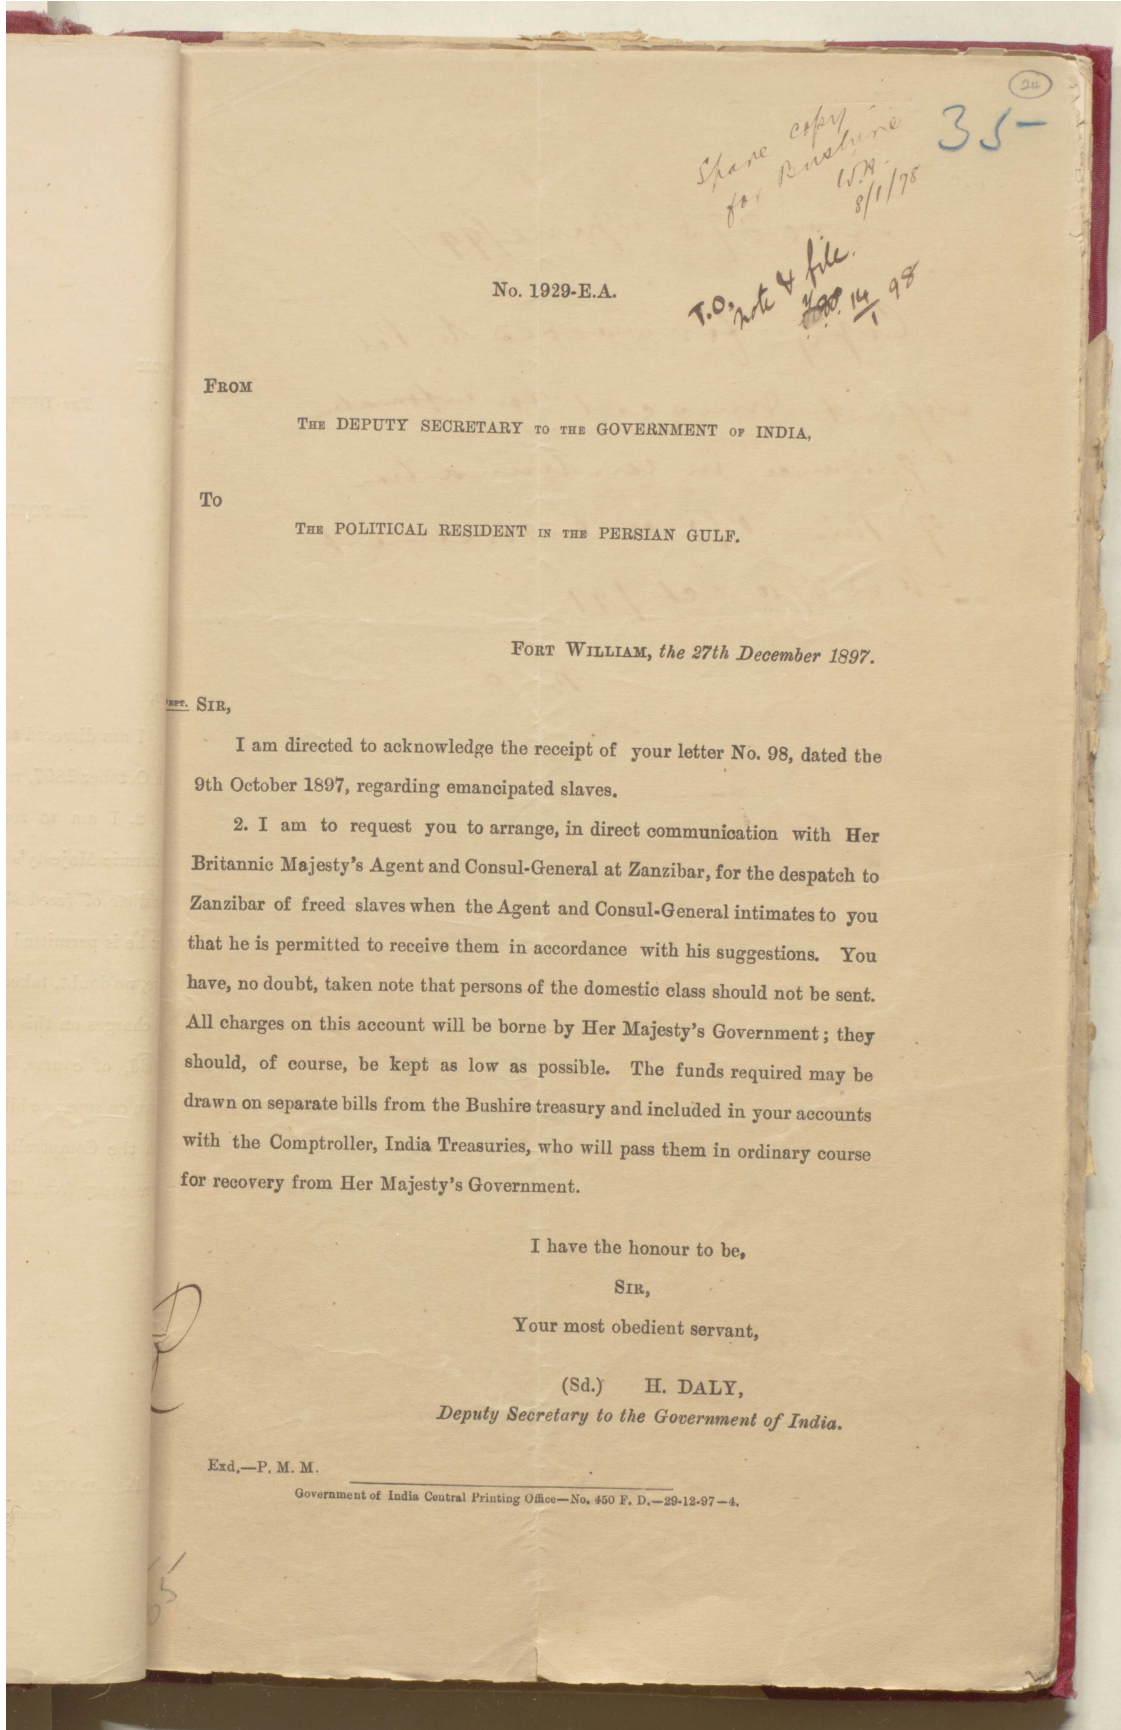 24
35
Spare copy
for Bushire
W.H.
8/1/98
No. 1929-E.A.
T.O.
note & file.
14/1 98
FROM
THE DEPUTY SECRETARY TO THE GOVERNMENT OF INDIA,
To
THE POLITICAL RESIDENT IN THE PERSIAN GULF.
FORT WILLIAM, the 27th December 1897.
SIR,
I am directed to acknowledge the receipt of your letter No. 98, dated the
9th October 1897, regarding emancipated slaves.
2. I am to request you to arrange, in direct communication with Her
Britannic Majesty's Agent and Consul-General at Zanzibar, for the despatch to
Zanzibar of freed slaves when the Agent and Consul-General intimates to you
that he is permitted to receive them in accordance with his suggestions. You
have, no doubt, taken note that persons of the domestic class should not be sent.
All charges on this account will be borne by Her Majesty's Government; they
should, of course, be kept as low as possible. The funds required may be
drawn on separate bills from the Bushire treasury and included in your accounts
with the Comptroller, India Treasuries, who will pass them in ordinary course
for recovery from Her Majesty's Government.
I have the honour to be,
SIR,
Your most obedient servant,
(Sd.) H. DALY,
Deputy Secretary to the Government of India.
Exd.—P. M. M.
Government of India Central Printing Office—No. 450 F. D.—29-12-97—4.